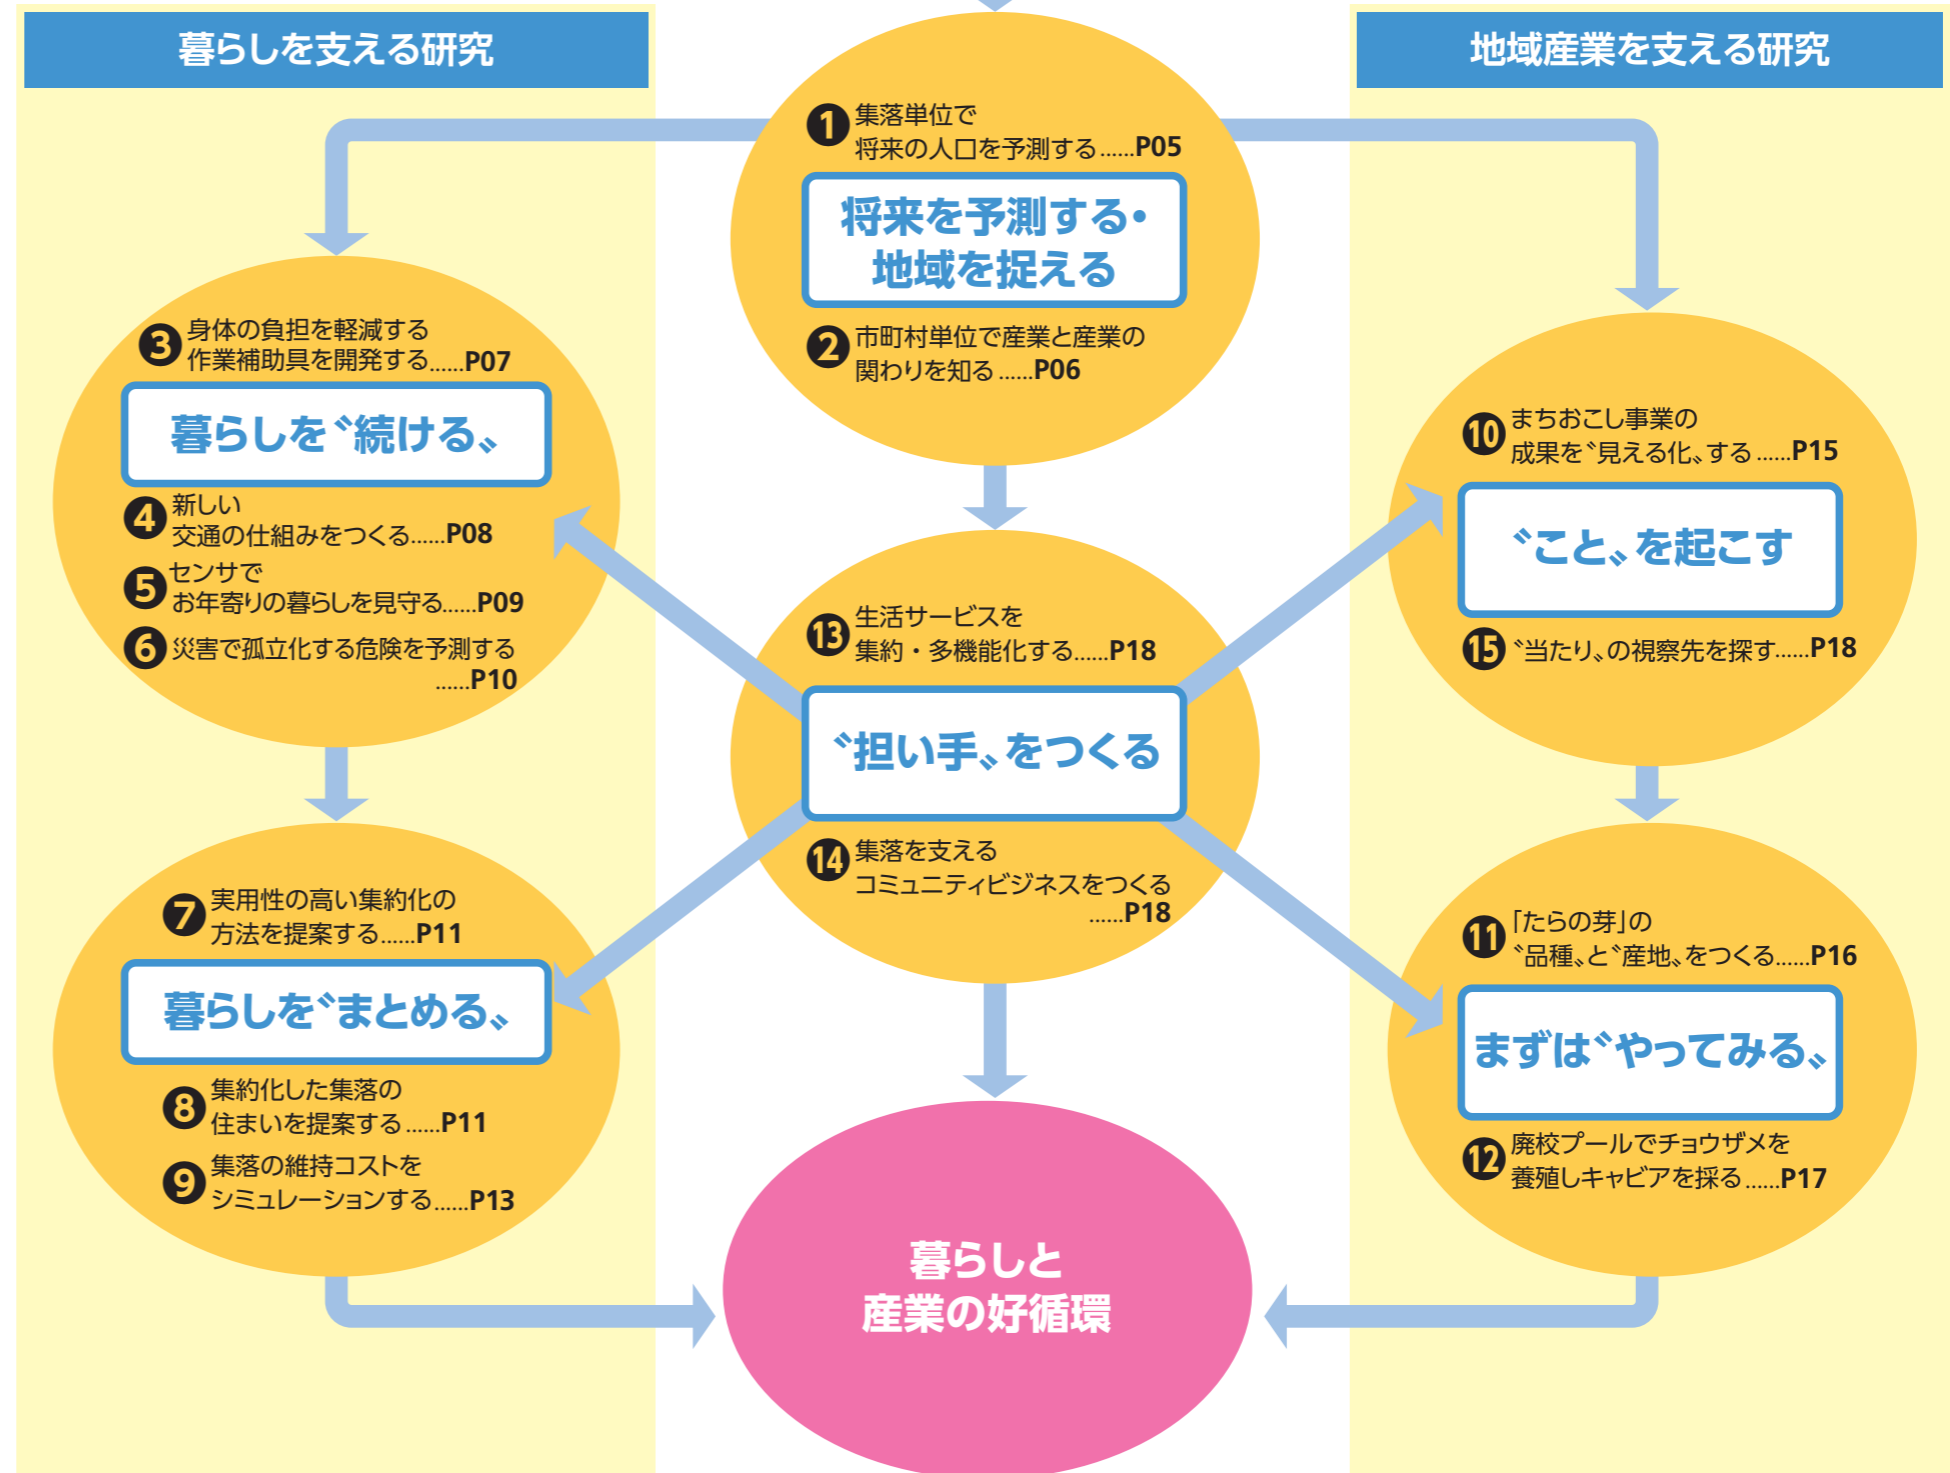 暮らしを支える研究
地域産業を支える研究
❶集落単位で
将来の人口を予測する……P05
将来を予測する・
地域を捉える
❷市町村単位で産業と産業の
関わりを知る……P06
❸身体の負担を軽減する
作業補助具を開発する……P07
暮らしを〝続ける〟
❹新しい
交通の仕組みをつくる……P08
❺センサで
お年寄りの暮らしを見守る……P09
❻災害で孤立化する危険を予測する
……P10
❼実用性の高い集約化の
方法を提案する……P11
暮らしを〝まとめる〟
❽集約化した集落の
住まいを提案する……P11
❾集落の維持コストを
シミュレーションする……P13
⓭生活サービスを
集約・多機能化する……P18
〝担い手〟をつくる
⓮集落を支える
コミュニティビジネスをつくる
……P18
❿まちおこし事業の
成果を〝見える化〟する……P15
〝こと〟を起こす
⓯〝当たり〟の視察先を探す……P18
⓫「たらの芽」の
〝品種〟と〝産地〟をつくる……P16
まずは〝やってみる〟
⓬廃校プールでチョウザメを
養殖しキャビアを採る……P17
暮らしと
産業の好循環